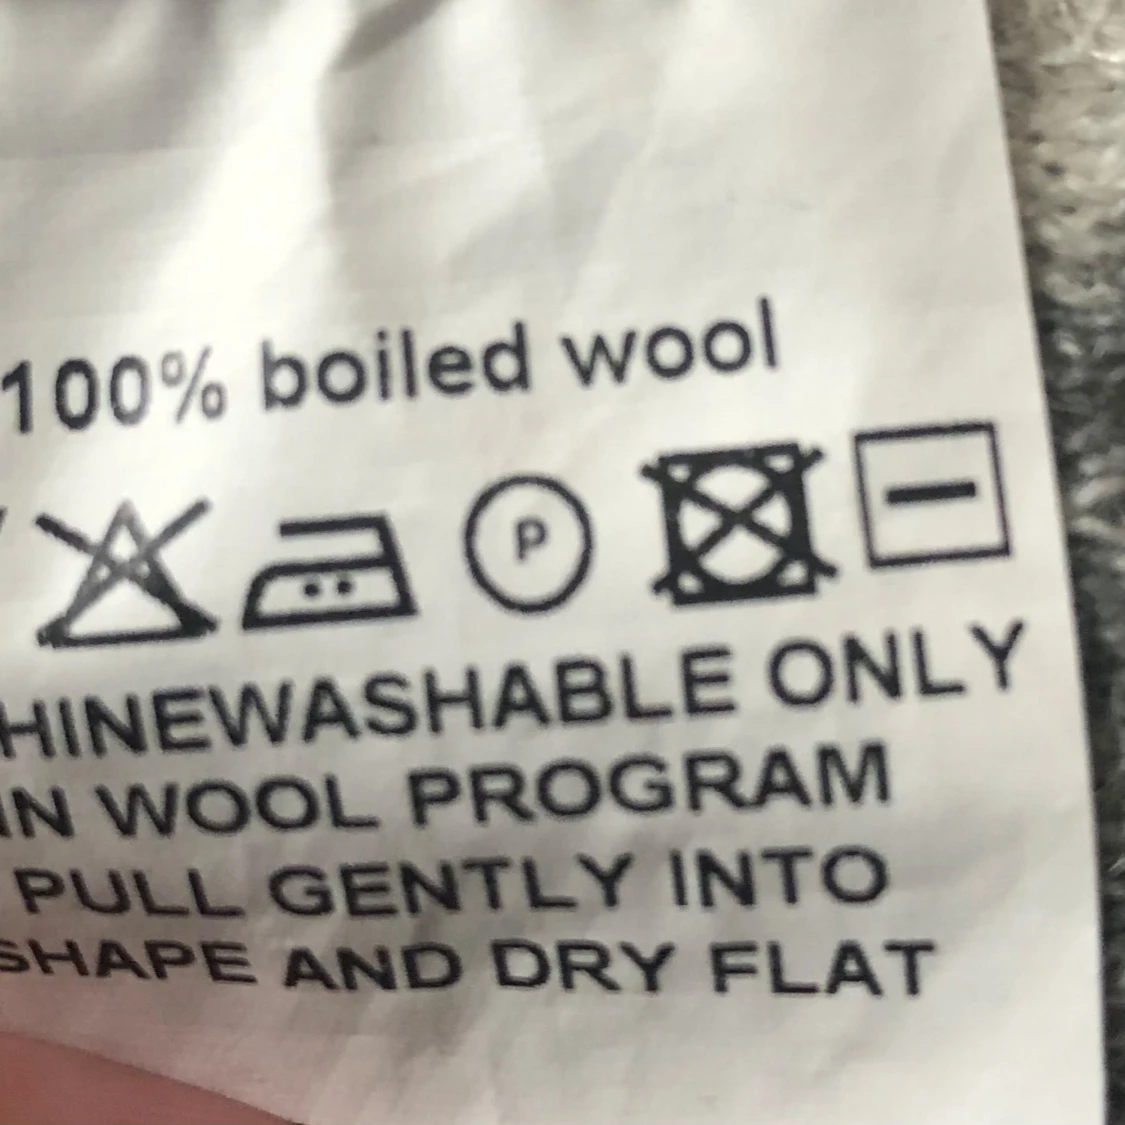 100% boiled wool
P
HINEWASHABLE ONLY
IN WOOL PROGRAM
PULL GENTLY INTO
SHAPE AND DRY FLAT